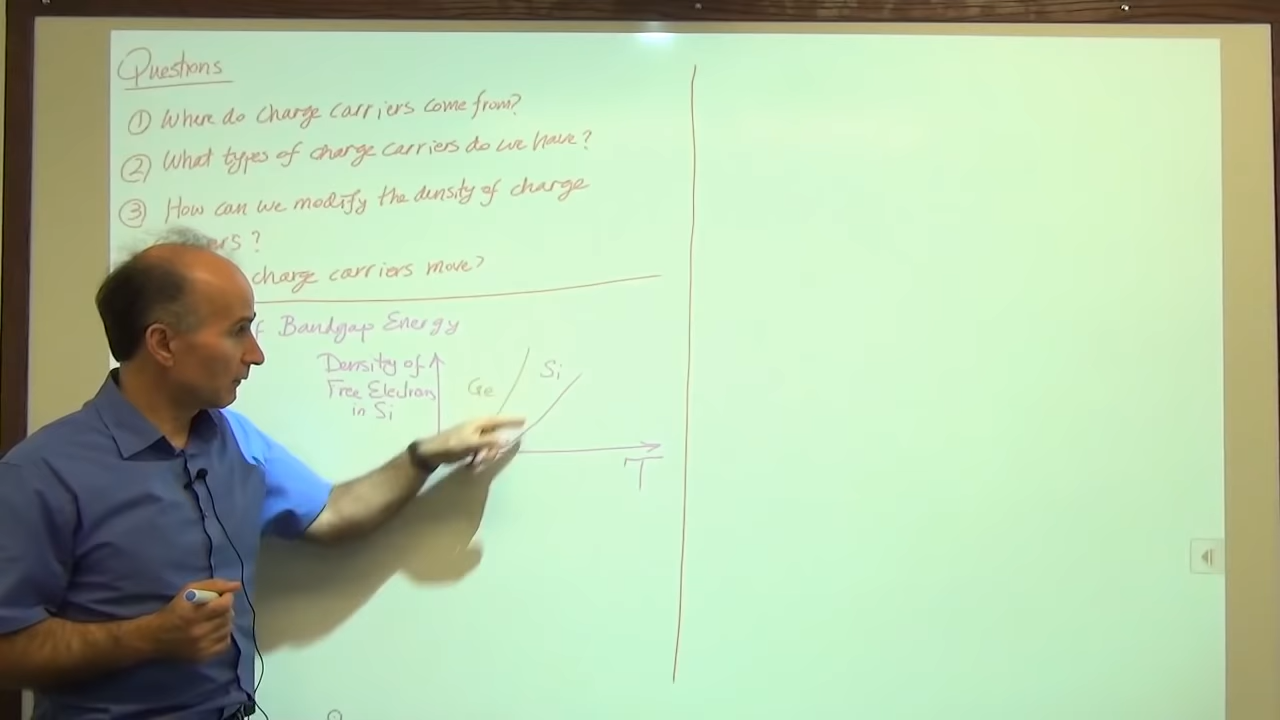 Questions
① Where do charge carriers come from?
② What types of charge carriers do we have?
③ How can we modify the density of charge
?
charge carriers move?
Bandgap Energy
Density of
Free Electrons
in Si
Ge
Si
T